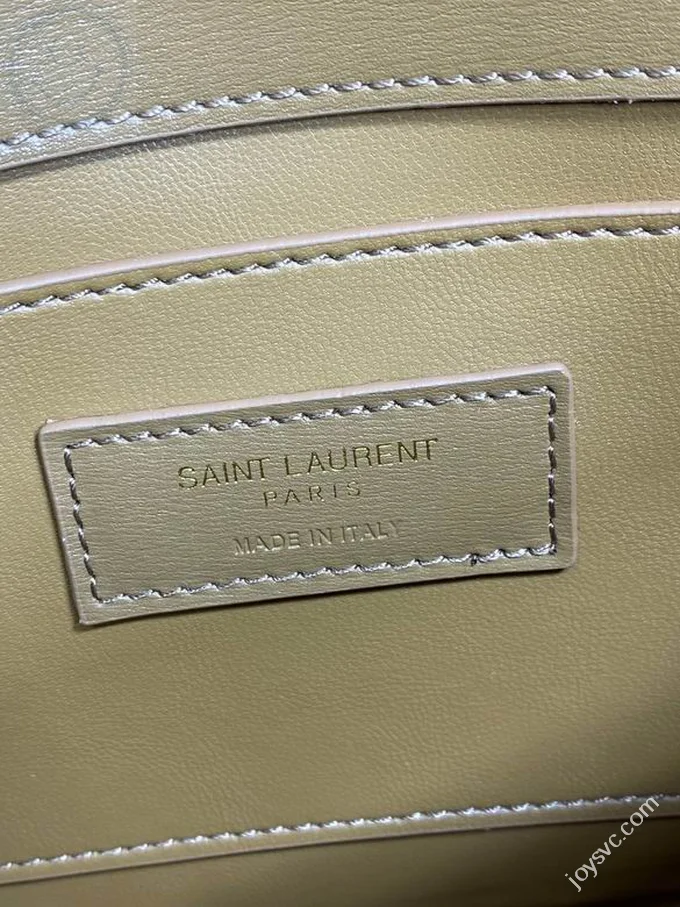 SAINT LAURENT
PARIS
MADE IN ITALY
joysvc.com